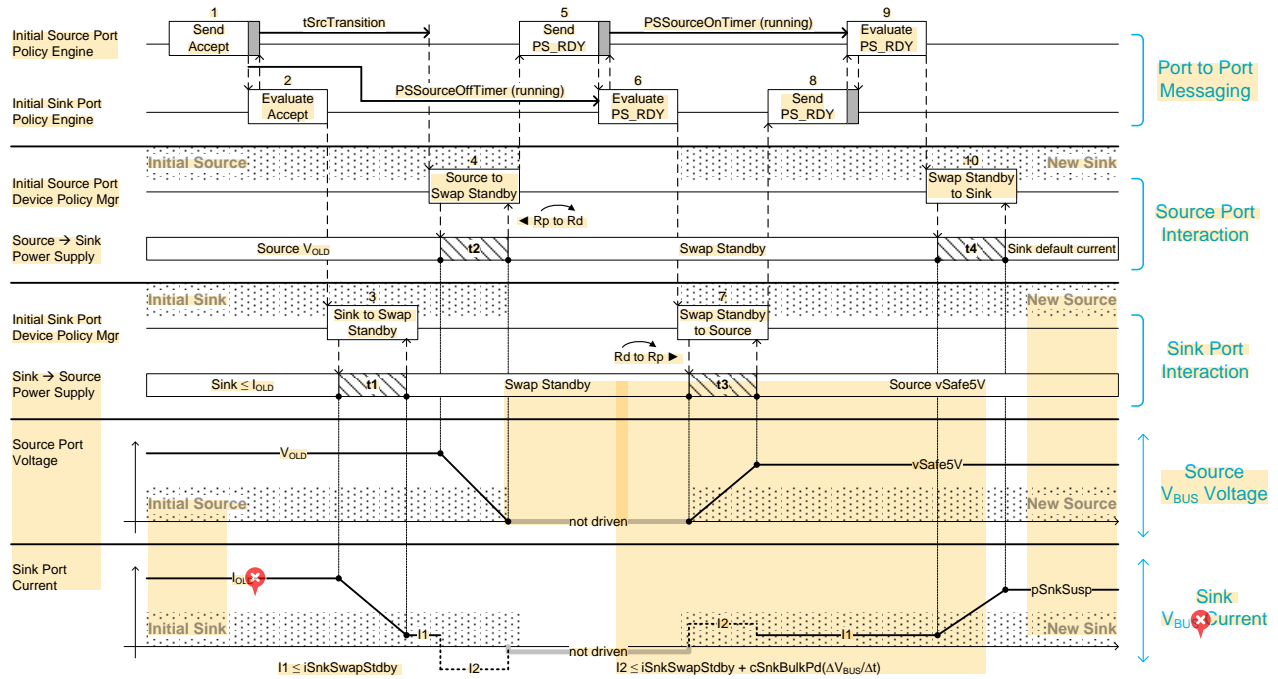 1
5
9
Initial Source Port
Policy Engine
Send
Accept
tSrcTransition
Send
PS_RDY
PSSourceOnTimer (running)
Evaluate
PS_RDY
2
6
8
Initial Sink Port
Policy Engine
Evaluate
Accept
PSSourceOffTimer (running)
Evaluate
PS_RDY
Send
PS_RDY
Port to Port
Messaging
Initial Source
New Sink
4
10
Initial Source Port
Device Policy Mgr
Source to
Swap Standby
Swap Standby
to Sink
◄ Rp to Rd
Source → Sink
Power Supply
Source VOLD
t2
Swap Standby
t4
Sink default current
Source Port
Interaction
Initial Sink
New Source
3
7
Initial Sink Port
Device Policy Mgr
Sink to Swap
Standby
Swap Standby
to Source
Rd to Rp ►
Sink → Source
Power Supply
Sink ≤ IOLD
t1
Swap Standby
t3
Source vSafe5V
Sink Port
Interaction
Source Port
Voltage
VOLD
vSafe5V
Initial Source
New Source
not driven
Source
VBUS Voltage
Sink Port
Current
pSnkSusp
Initial Sink
New Sink
I1
I2
not driven
I2
I1
I1 ≤ iSnkSwapStdby
I2 ≤ iSnkSwapStdby + cSnkBulkPd(ΔVBUS/Δt)
Sink
Current